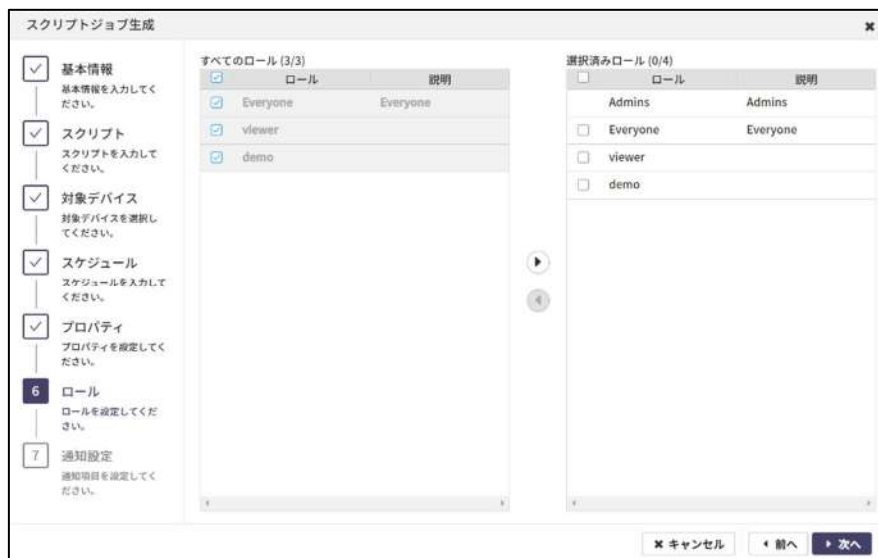 スクリプトジョブ生成
基本情報
基本情報を入力してく
ださい。
スクリプト
スクリプトを入力して
ください。
対象デバイス
対象デバイスを選択し
てください。
スケジュール
スケジュールを入力して
ください。
プロパティ
プロパティを設定してく
ださい。
6 ロール
ロールを設定してくだ
さい。
7 通知設定
通知項目を設定してく
ださい。
すべてのロール (3/3)
ロール 説明
Everyone Everyone
viewer
demo
選択済みロール (0/4)
ロール 説明
Admins Admins
Everyone Everyone
viewer
demo
キャンセル 前へ 次へ